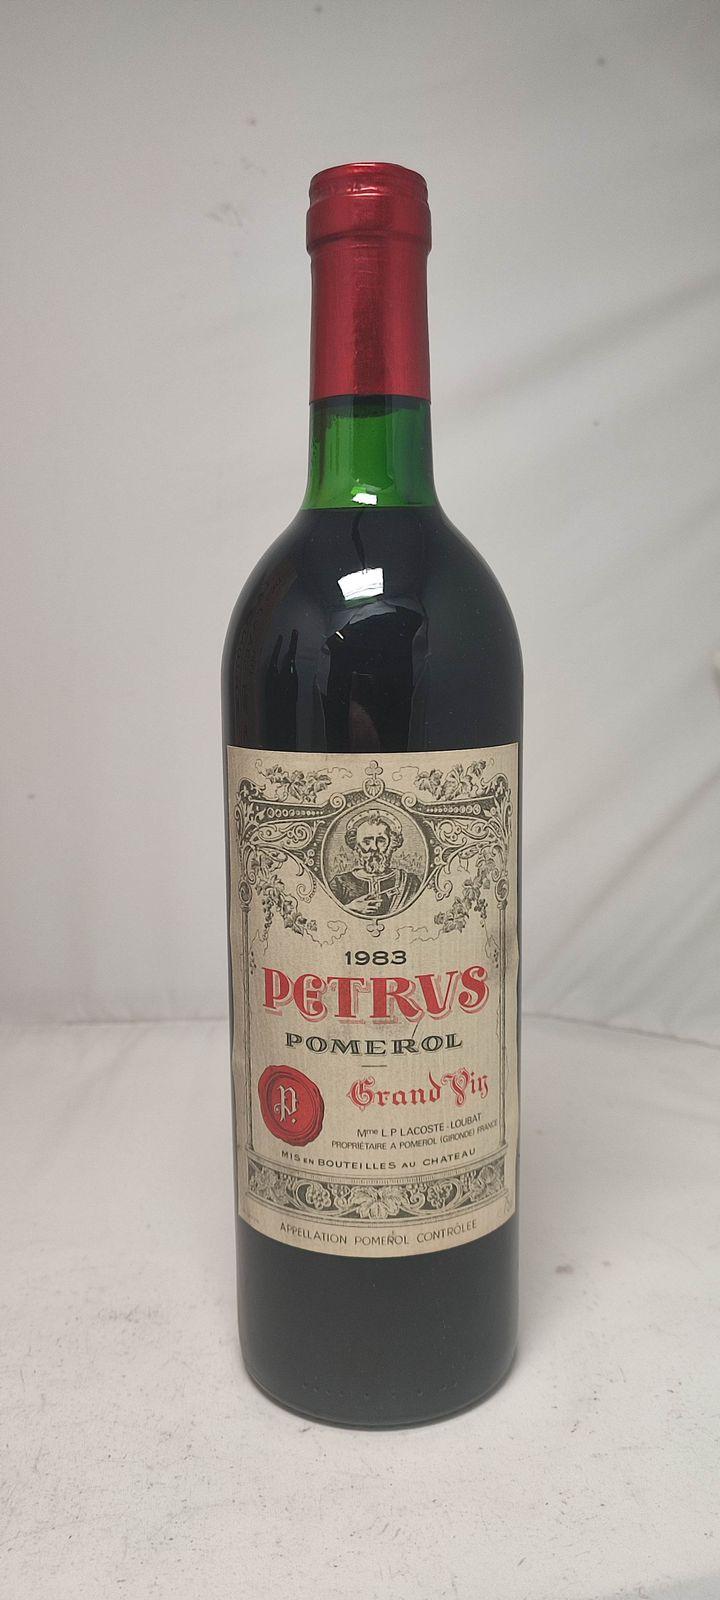 1983
PETRVS
POMEROL
Grand Vin
P.
Mme L.P LACOSTE-LOUBAT
PROPRIÉTAIRE A POMEROL (GIRONDE) FRANCE
MIS EN BOUTEILLES AU CHATEAU
APPELLATION POMEROL CONTRÔLÉE